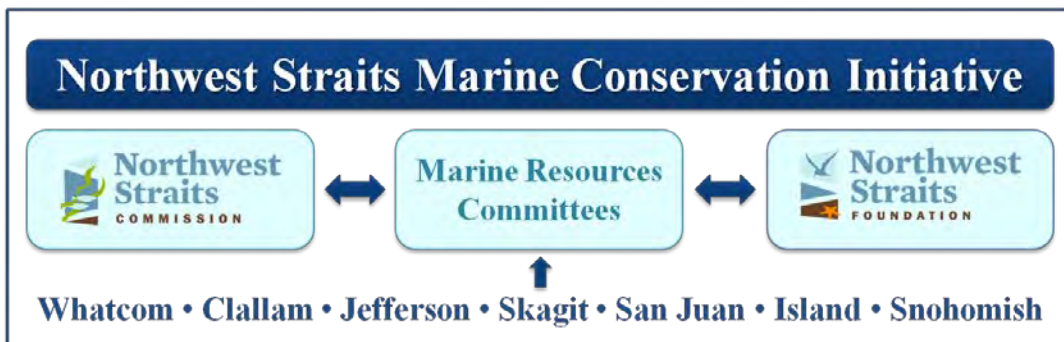 Northwest Straits Marine Conservation Initiative
Northwest
Straits
COMMISSION
Marine Resources
Committees
Northwest
Straits
FOUNDATION
Whatcom • Clallam • Jefferson • Skagit • San Juan • Island • Snohomish